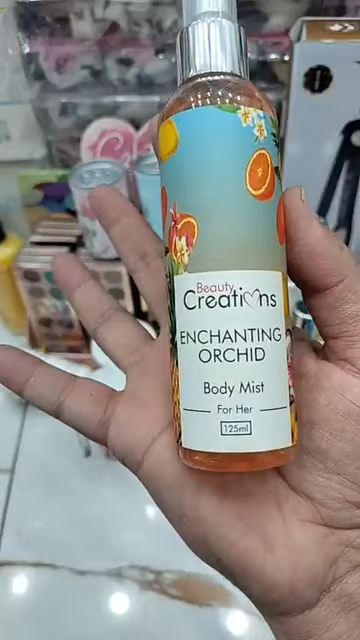 Beauty
Creations
ENCHANTING
ORCHID
Body Mist
For Her
125ml